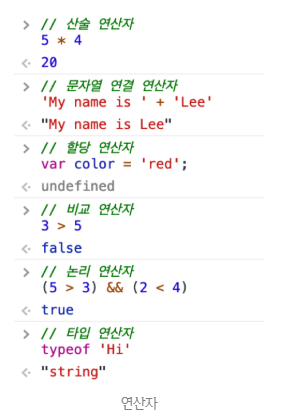 > // 산술 연산자
5 * 4
<· 20
> // 문자열 연결 연산자
'My name is ' + 'Lee'
<· "My name is Lee"
> // 할당 연산자
var color = 'red';
<· undefined
> // 비교 연산자
3 > 5
<· false
> // 논리 연산자
(5 > 3) && (2 < 4)
<· true
> // 타입 연산자
typeof 'Hi'
<· "string"
연산자